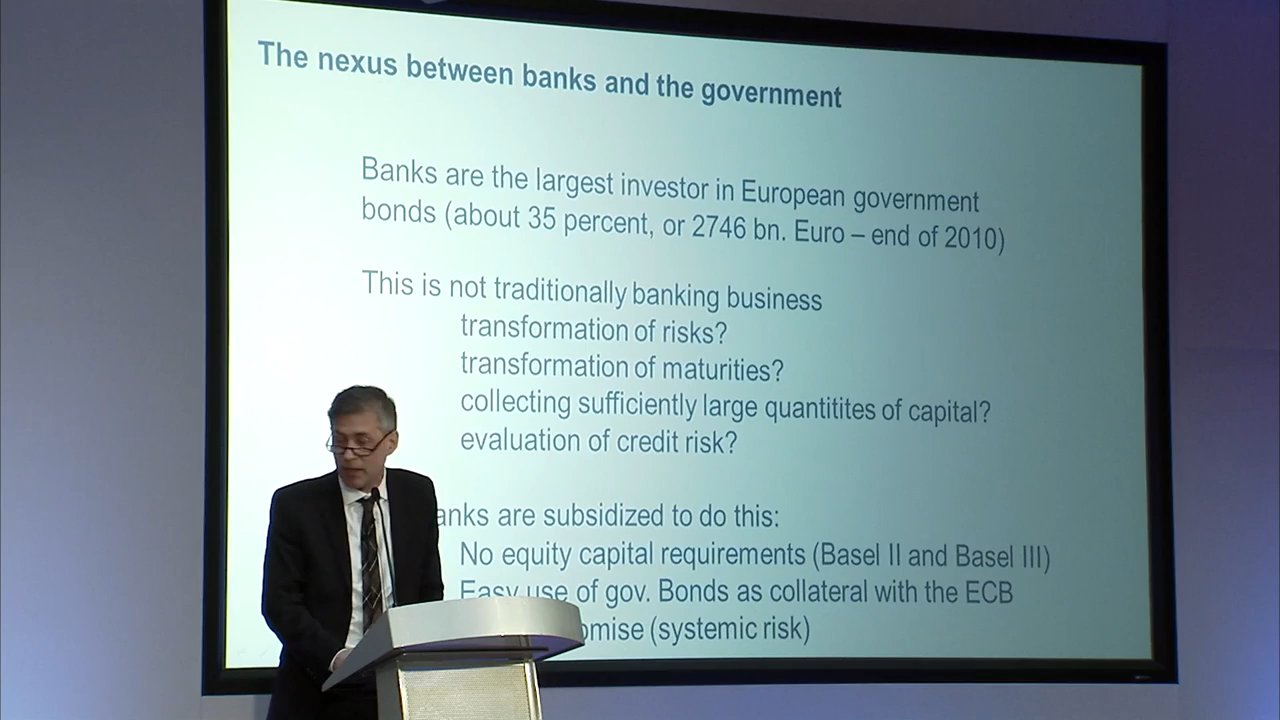 The nexus between banks and the government
Banks are the largest investor in European government
bonds (about 35 percent, or 2746 bn. Euro – end of 2010)
This is not traditionally banking business
transformation of risks?
transformation of maturities?
collecting sufficiently large quantitites of capital?
evaluation of credit risk?
are subsidized to do this:
No equity capital requirements (Basel II and Basel III)
Easy use of gov. Bonds as collateral with the ECB
(systemic risk)